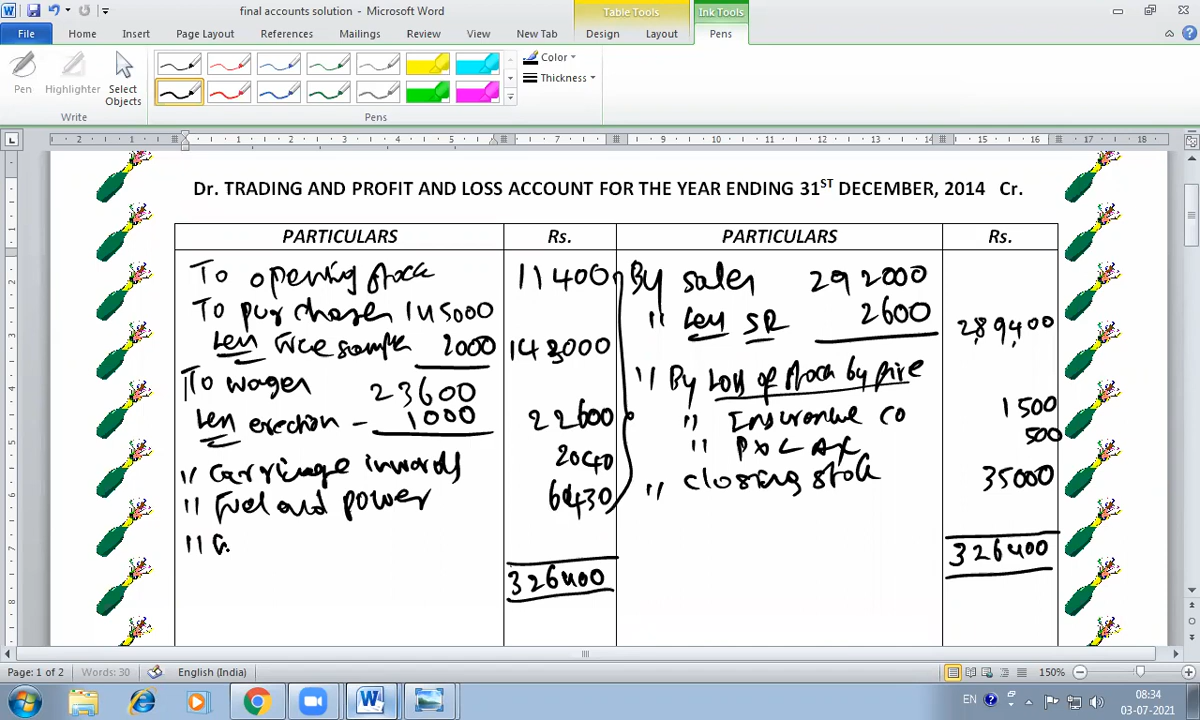 final accounts solution - Microsoft Word
Table Tools
Ink Tools
File Home Insert Page Layout References Mailings Review View New Tab Design Layout Pens
Pen Highlighter Select Objects
Color
Thickness
Write
Pens
Dr. TRADING AND PROFIT AND LOSS ACCOUNT FOR THE YEAR ENDING 31ST DECEMBER, 2014 Cr.
PARTICULARS Rs. PARTICULARS Rs.
To opening stock 11400
To purchases 145000
Less free sample 2000 143000
To wages 23600
Less erection - 1000 22600
" Carriage inwards 2040
" Fuel and power 6430
" G
326400
By sales 292000
" Less SR 2600 289400
" By Loss of stock by fire
" Insurance co 1500
" P & L A/c 500
" closing stock 35000
326400
Page: 1 of 2 Words: 30 English (India) 150%
EN 08:34
03-07-2021